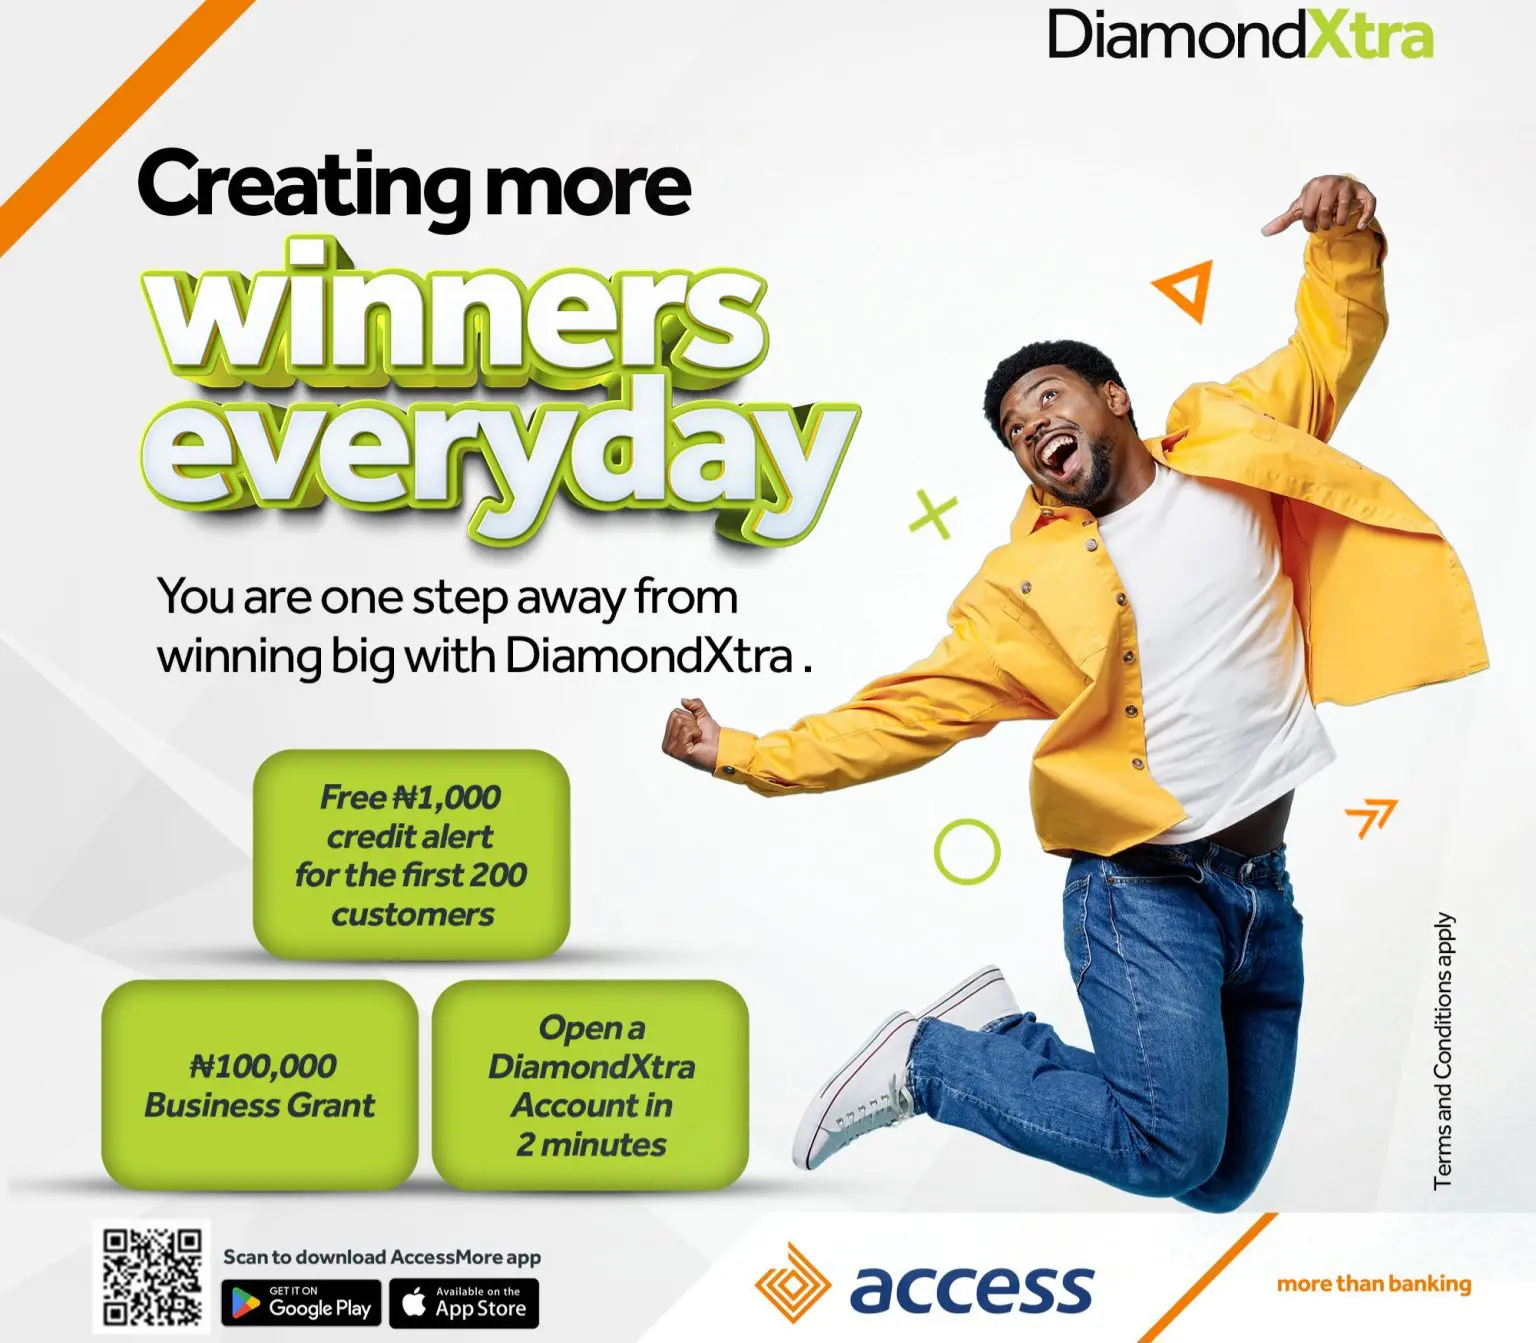 DiamondXtra
Creating more
winners
everyday
You are one step away from
winning big with DiamondXtra .
Free ₦1,000
credit alert
for the first 200
customers
₦100,000
Business Grant
Open a
DiamondXtra
Account in
2 minutes
Terms and Conditions apply
Scan to download AccessMore app
GET IT ON
Google Play
Available on the
App Store
access
more than banking